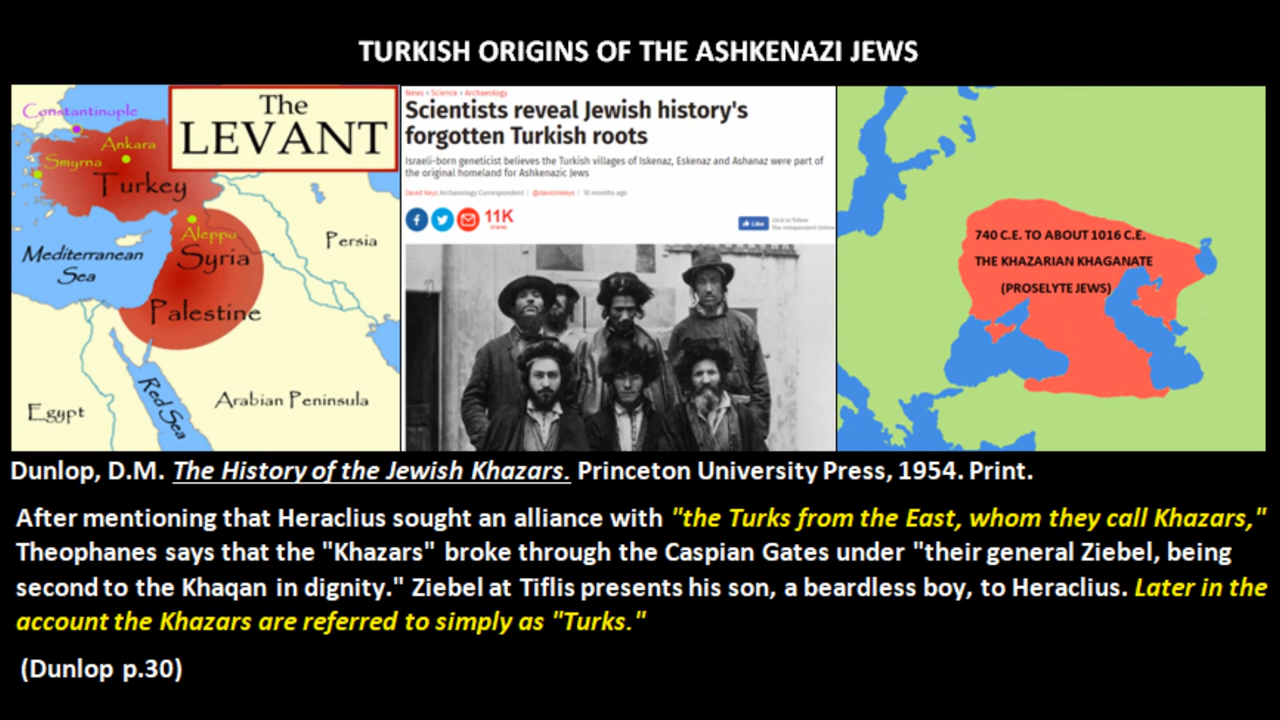 TURKISH ORIGINS OF THE ASHKENAZI JEWS
The
LEVANT
Constantinople
Ankara
Smyrna
Turkey
Aleppo
Syria
Mediterranean
Sea
Persia
Palestine
Egypt
Red Sea
Arabian Peninsula
News › Science › Archaeology
Scientists reveal Jewish history's
forgotten Turkish roots
Israeli-born geneticist believes the Turkish villages of Iskenaz, Eskenaz and Ashanaz were part of
the original homeland for Ashkenazic Jews
David Keys Archaeology Correspondent | @davidmkeys | 10 months ago
11K
shares
Like
Click to follow
The Independent Online
740 C.E. TO ABOUT 1016 C.E.
THE KHAZARIAN KHAGANATE
(PROSELYTE JEWS)
Dunlop, D.M. The History of the Jewish Khazars. Princeton University Press, 1954. Print.
After mentioning that Heraclius sought an alliance with "the Turks from the East, whom they call Khazars,"
Theophanes says that the "Khazars" broke through the Caspian Gates under "their general Ziebel, being
second to the Khaqan in dignity." Ziebel at Tiflis presents his son, a beardless boy, to Heraclius. Later in the
account the Khazars are referred to simply as "Turks."
(Dunlop p.30)